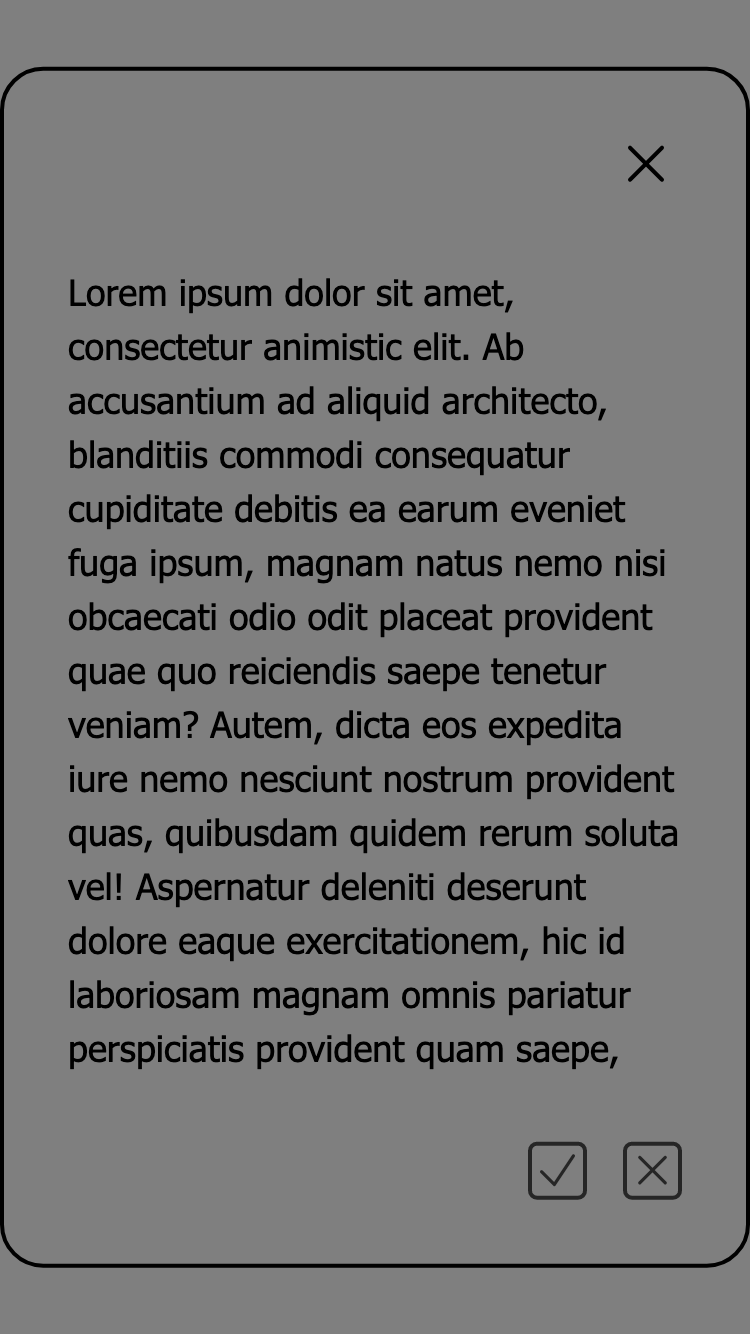 Lorem ipsum dolor sit amet,
consectetur animistic elit. Ab
accusantium ad aliquid architecto,
blanditiis commodi consequatur
cupiditate debitis ea earum eveniet
fuga ipsum, magnam natus nemo nisi
obcaecati odio odit placeat provident
quae quo reiciendis saepe tenetur
veniam? Autem, dicta eos expedita
iure nemo nesciunt nostrum provident
quas, quibusdam quidem rerum soluta
vel! Aspernatur deleniti deserunt
dolore eaque exercitationem, hic id
laboriosam magnam omnis pariatur
perspiciatis provident quam saepe,